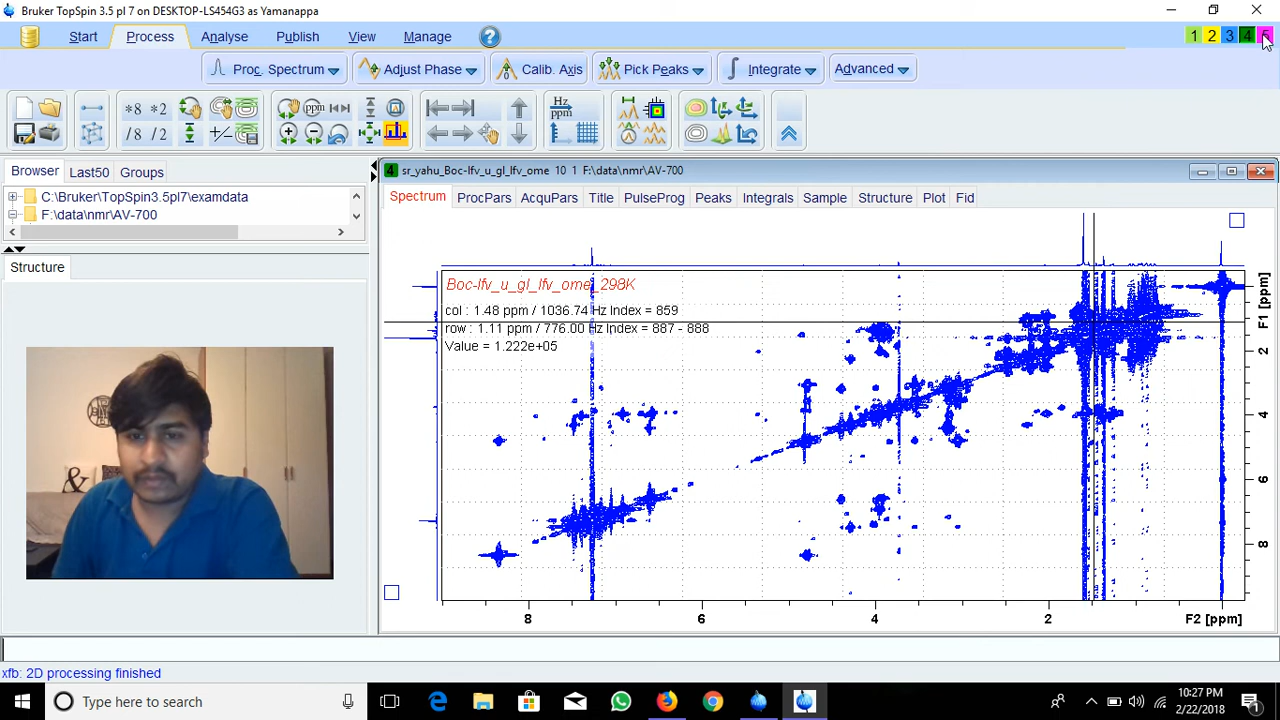 Bruker TopSpin 3.5 pl 7 on DESKTOP-LS454G3 as Yamanappa
Start Process Analyse Publish View Manage ?
1 2 3 4 5
Proc. Spectrum Adjust Phase Calib. Axis Pick Peaks Integrate Advanced
*8 *2
/8 /2
ppm
Hz
ppm
Browser Last50 Groups
C:\Bruker\TopSpin3.5pl7\examdata
F:\data\nmr\AV-700
Structure
4 sr_yahu_Boc-lfv_u_gl_lfv_ome 10 1 F:\data\nmr\AV-700
Spectrum ProcPars AcquPars Title PulseProg Peaks Integrals Sample Structure Plot Fid
Boc-lfv_u_gl_lfv_ome_298K
col : 1.48 ppm / 1036.74 Hz Index = 859
row : 1.11 ppm / 776.00 Hz Index = 887 - 888
Value = 1.222e+05
F1 [ppm]
2
4
6
8
8 6 4 2 F2 [ppm]
xfb: 2D processing finished
Type here to search
10:27 PM
2/22/2018
1